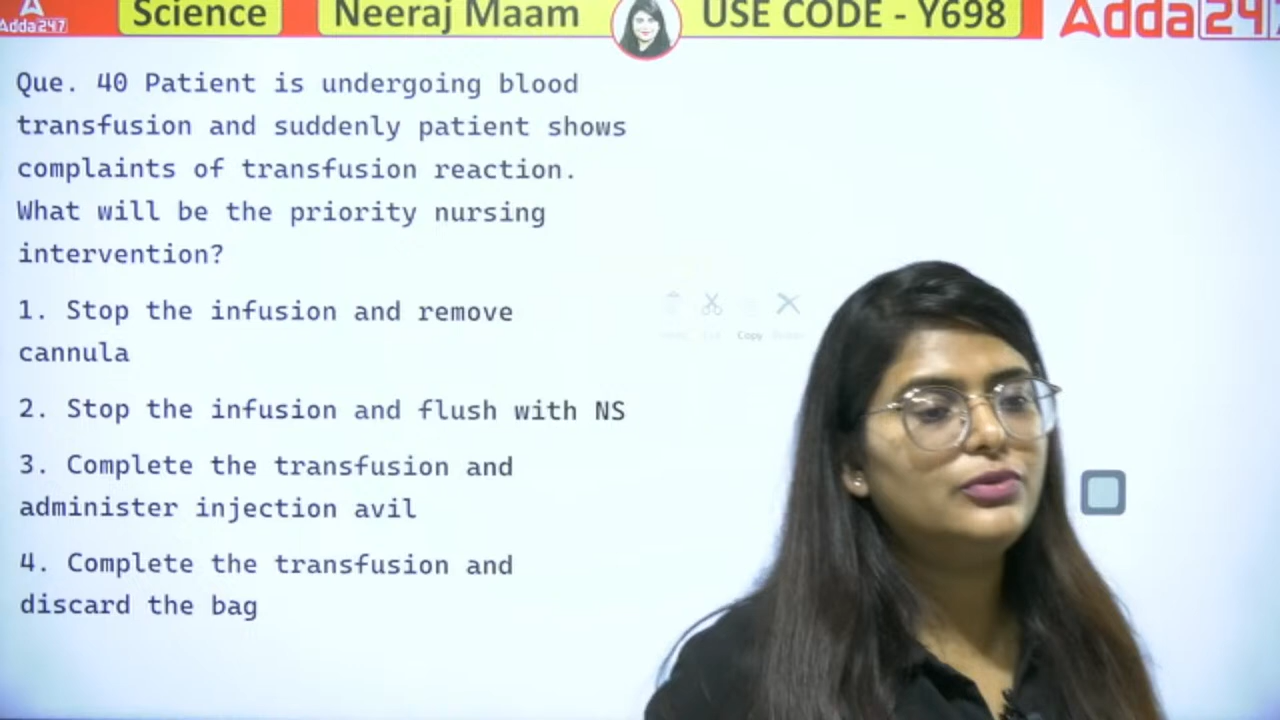 Adda247
Science
Neeraj Maam
USE CODE - Y698
Adda247
Que. 40 Patient is undergoing blood
transfusion and suddenly patient shows
complaints of transfusion reaction.
What will be the priority nursing
intervention?
1. Stop the infusion and remove
cannula
2. Stop the infusion and flush with NS
3. Complete the transfusion and
administer injection avil
4. Complete the transfusion and
discard the bag
Copy